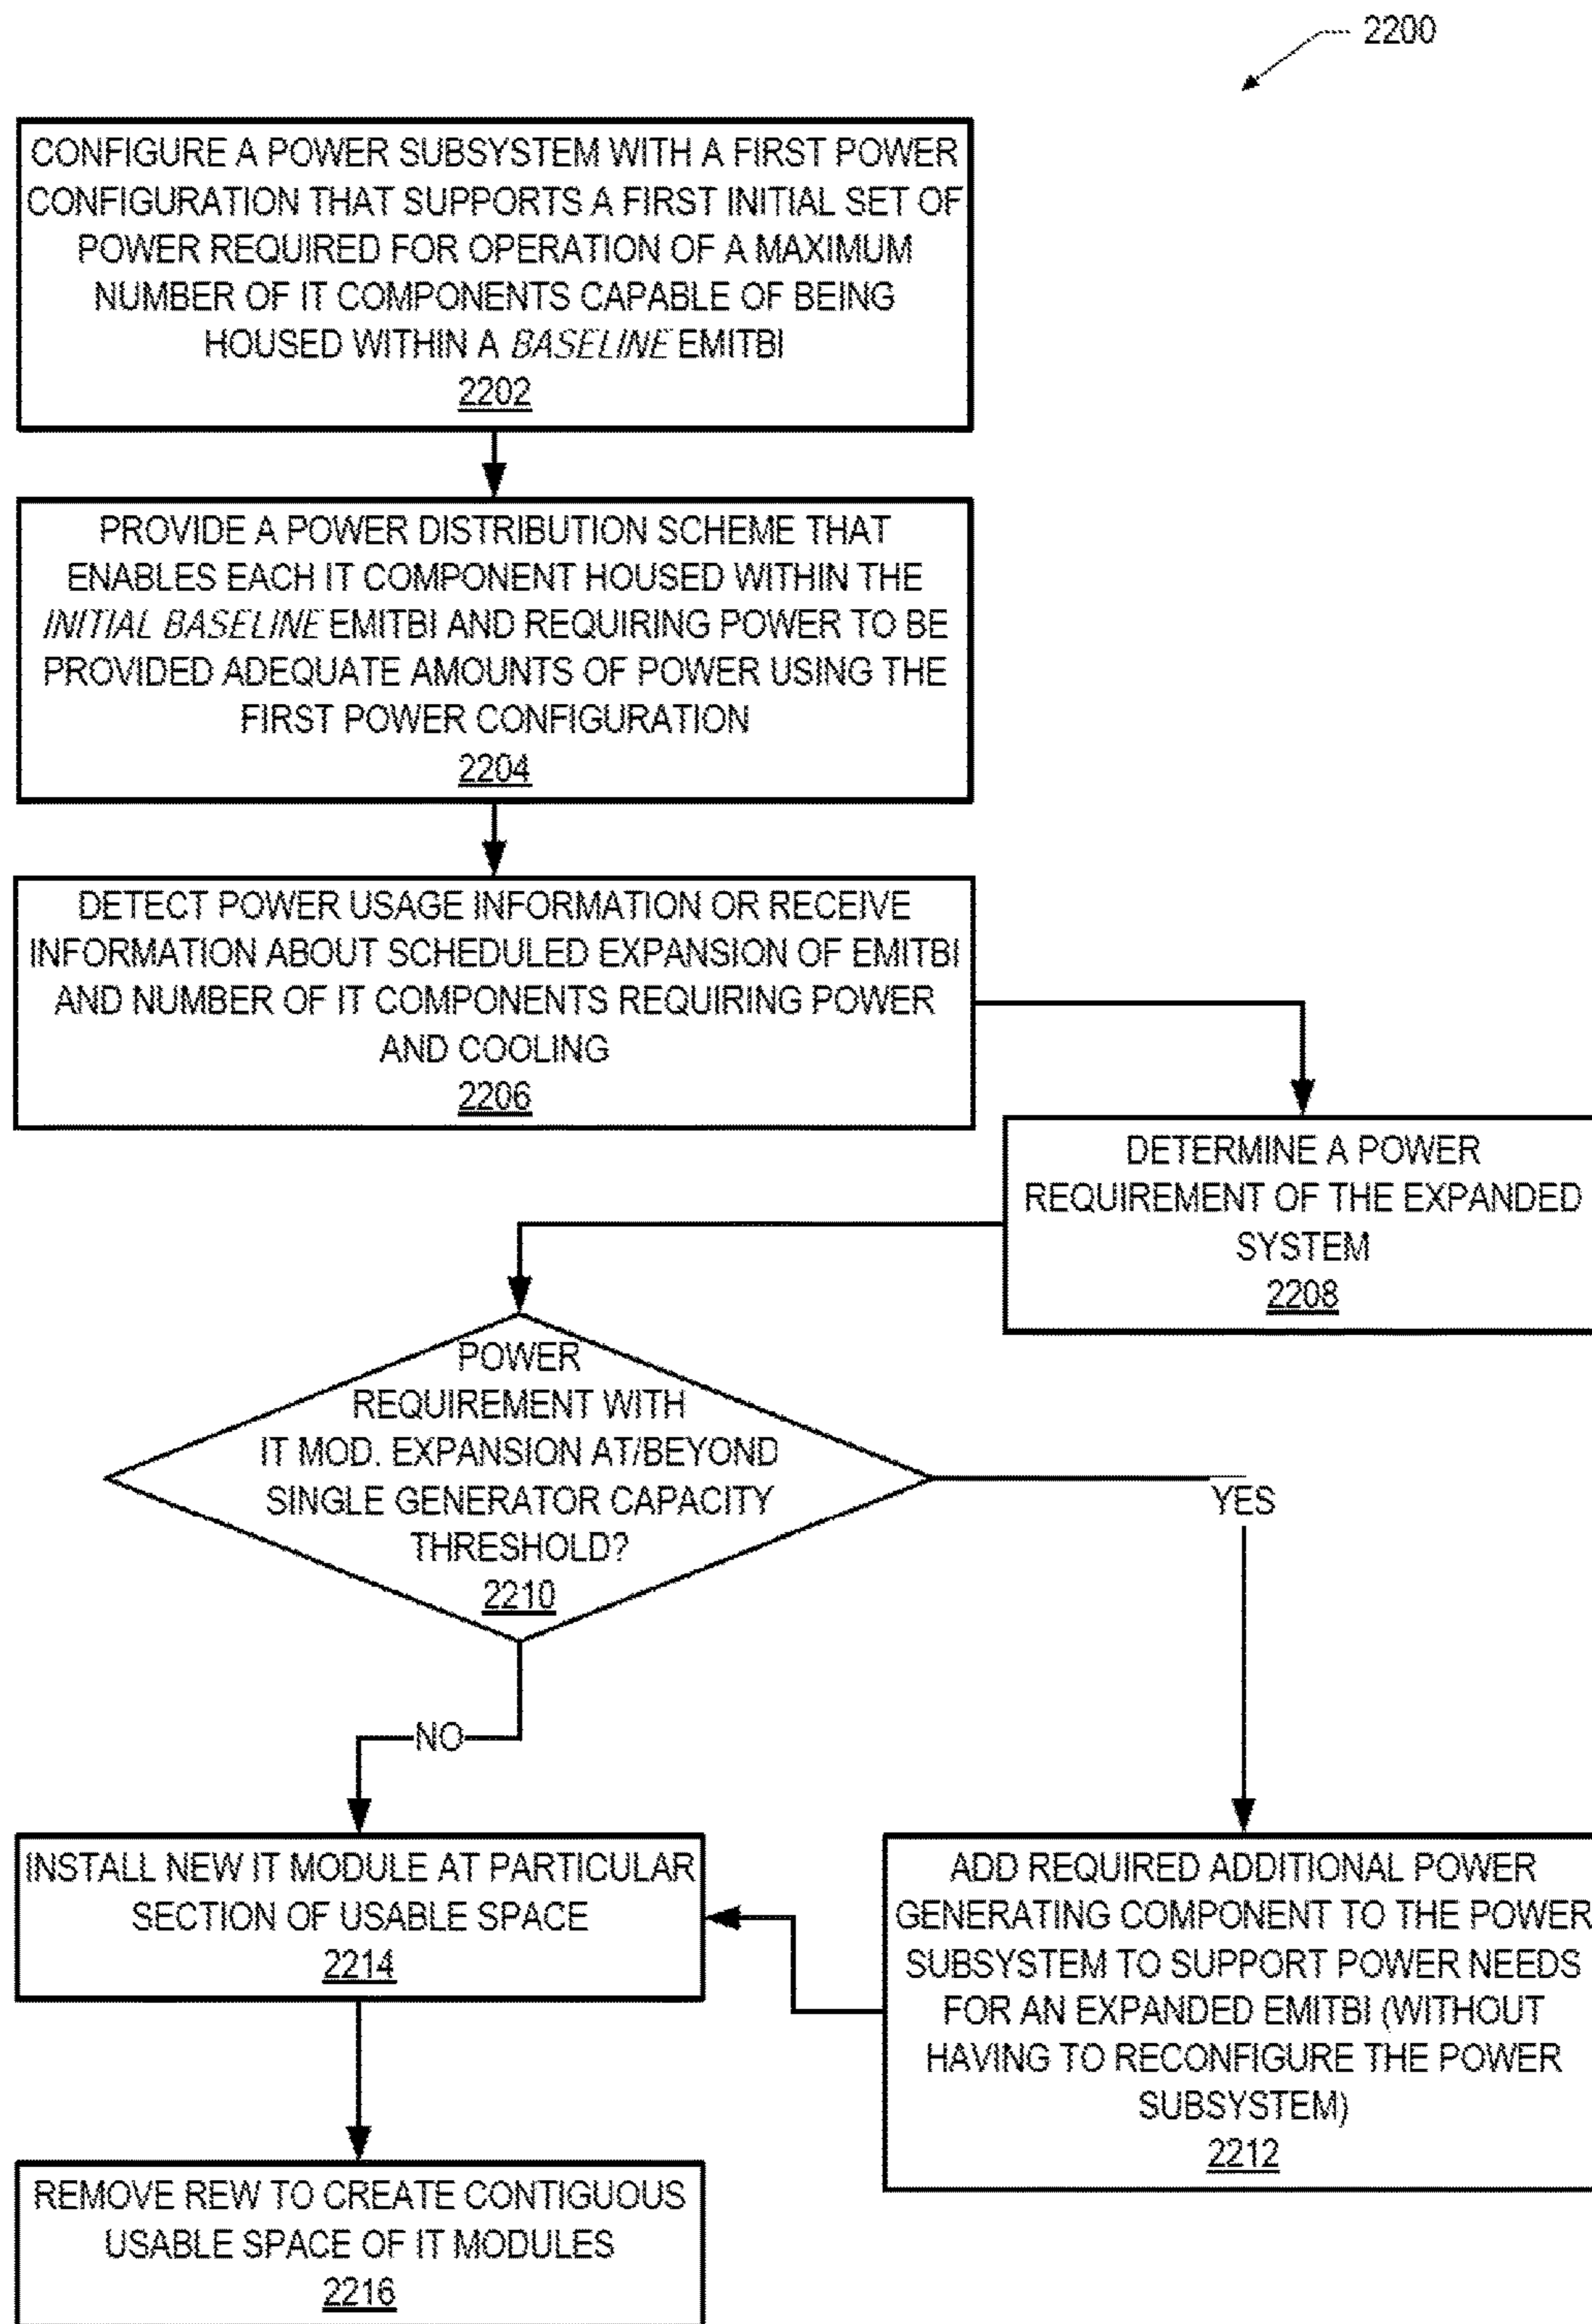 2200
CONFIGURE A POWER SUBSYSTEM WITH A FIRST POWER
CONFIGURATION THAT SUPPORTS A FIRST INITIAL SET OF
POWER REQUIRED FOR OPERATION OF A MAXIMUM
NUMBER OF IT COMPONENTS CAPABLE OF BEING
HOUSED WITHIN A BASELINE EMITBI
2202
PROVIDE A POWER DISTRIBUTION SCHEME THAT
ENABLES EACH IT COMPONENT HOUSED WITHIN THE
INITIAL BASELINE EMITBI AND REQUIRING POWER TO BE
PROVIDED ADEQUATE AMOUNTS OF POWER USING THE
FIRST POWER CONFIGURATION
2204
DETECT POWER USAGE INFORMATION OR RECEIVE
INFORMATION ABOUT SCHEDULED EXPANSION OF EMITBI
AND NUMBER OF IT COMPONENTS REQUIRING POWER
AND COOLING
2206
DETERMINE A POWER
REQUIREMENT OF THE EXPANDED
SYSTEM
2208
POWER
REQUIREMENT WITH
IT MOD. EXPANSION AT/BEYOND
SINGLE GENERATOR CAPACITY
THRESHOLD?
2210
YES
NO
INSTALL NEW IT MODULE AT PARTICULAR
SECTION OF USABLE SPACE
2214
ADD REQUIRED ADDITIONAL POWER
GENERATING COMPONENT TO THE POWER
SUBSYSTEM TO SUPPORT POWER NEEDS
FOR AN EXPANDED EMITBI (WITHOUT
HAVING TO RECONFIGURE THE POWER
SUBSYSTEM)
2212
REMOVE REW TO CREATE CONTIGUOUS
USABLE SPACE OF IT MODULES
2216